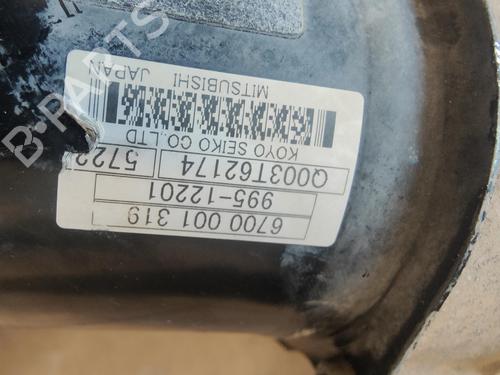 6700 001 319
995-12201
Q003T62174 5722
KOYO SEIKO CO.LTD
MITSUBISHI JAPAN
B-PARTS